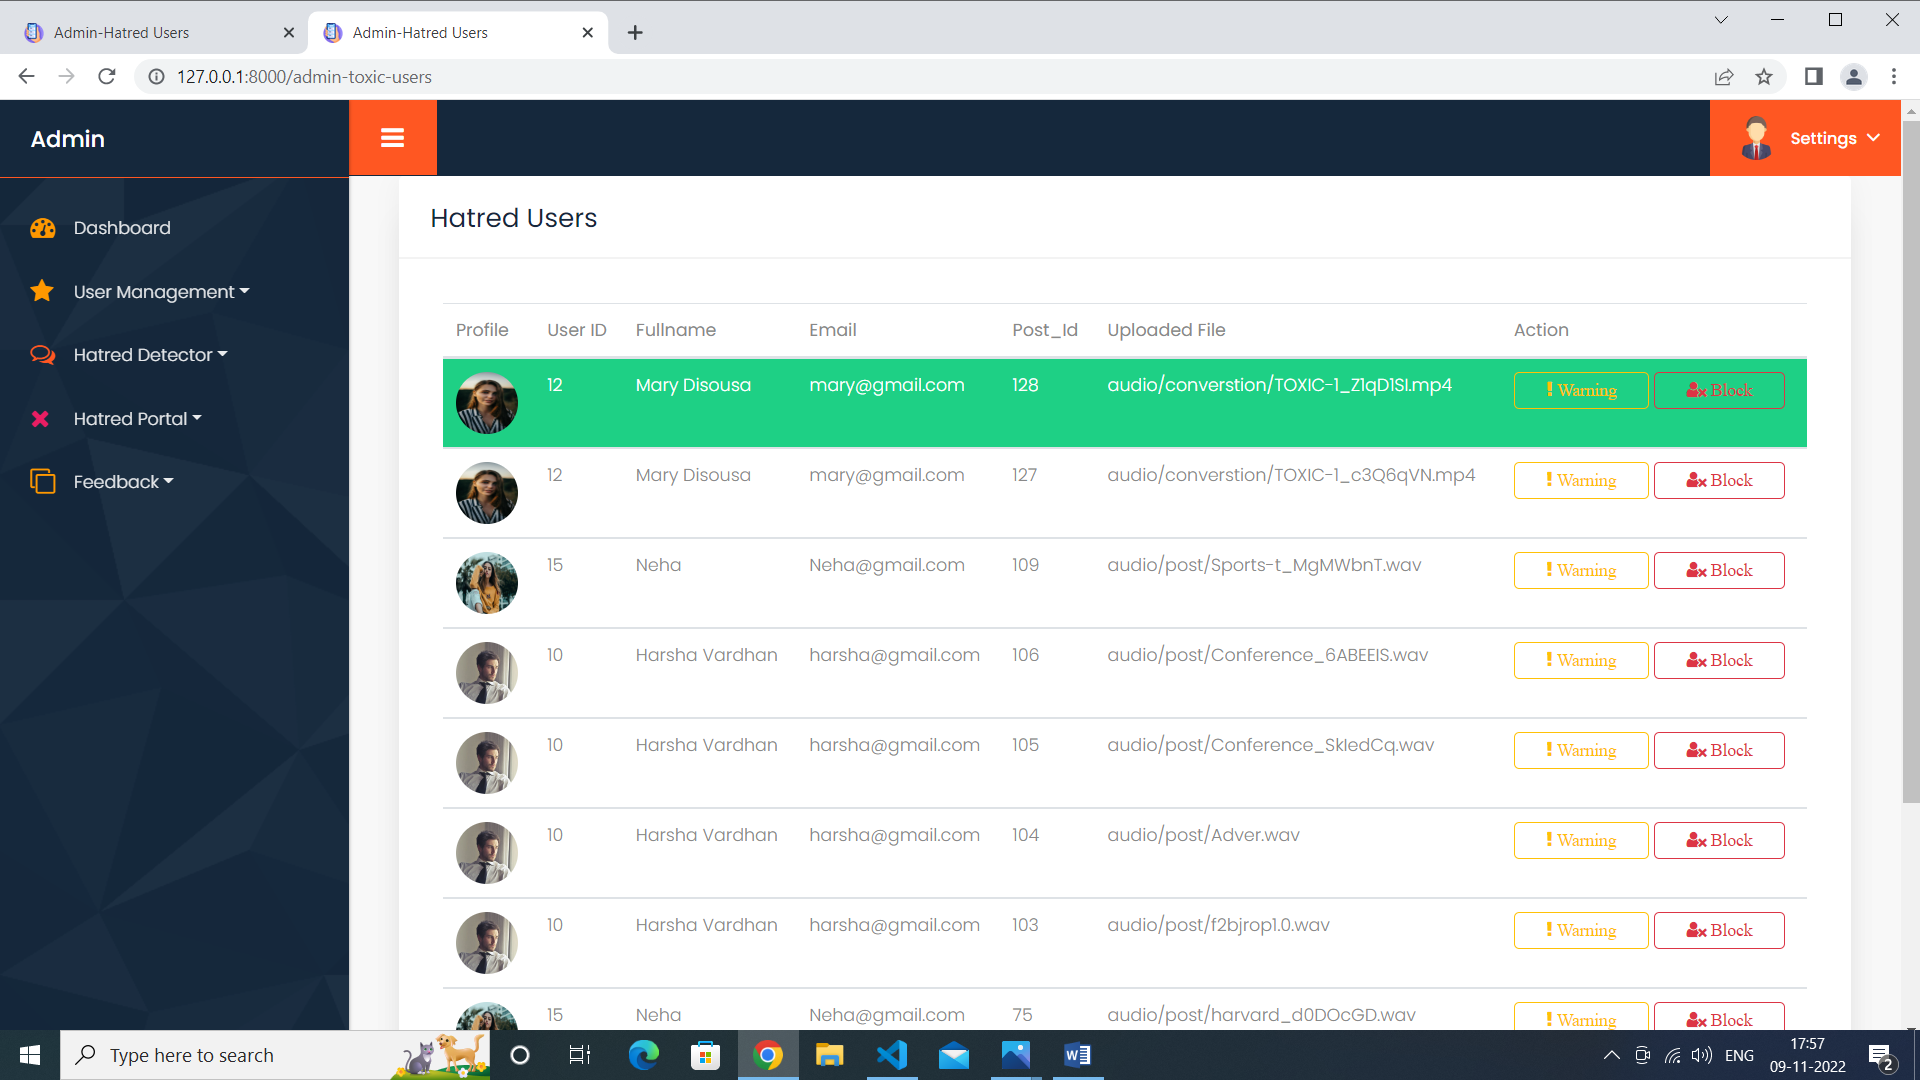 Admin-Hatred Users
Admin-Hatred Users
127.0.0.1:8000/admin-toxic-users
Admin
Settings
Dashboard
User Management
Hatred Detector
Hatred Portal
Feedback
Hatred Users
Profile User ID Fullname Email Post_Id Uploaded File Action
12 Mary Disousa mary@gmail.com 128 audio/converstion/TOXIC-1_Z1qD1SI.mp4 Warning Block
12 Mary Disousa mary@gmail.com 127 audio/converstion/TOXIC-1_c3Q6qVN.mp4 Warning Block
15 Neha Neha@gmail.com 109 audio/post/Sports-t_MgMWbnT.wav Warning Block
10 Harsha Vardhan harsha@gmail.com 106 audio/post/Conference_6ABEEIS.wav Warning Block
10 Harsha Vardhan harsha@gmail.com 105 audio/post/Conference_SkIedCq.wav Warning Block
10 Harsha Vardhan harsha@gmail.com 104 audio/post/Adver.wav Warning Block
10 Harsha Vardhan harsha@gmail.com 103 audio/post/f2bjrop1.0.wav Warning Block
15 Neha Neha@gmail.com 75 audio/post/harvard_d0DOcGD.wav Warning Block
Type here to search
ENG
17:57
09-11-2022
2